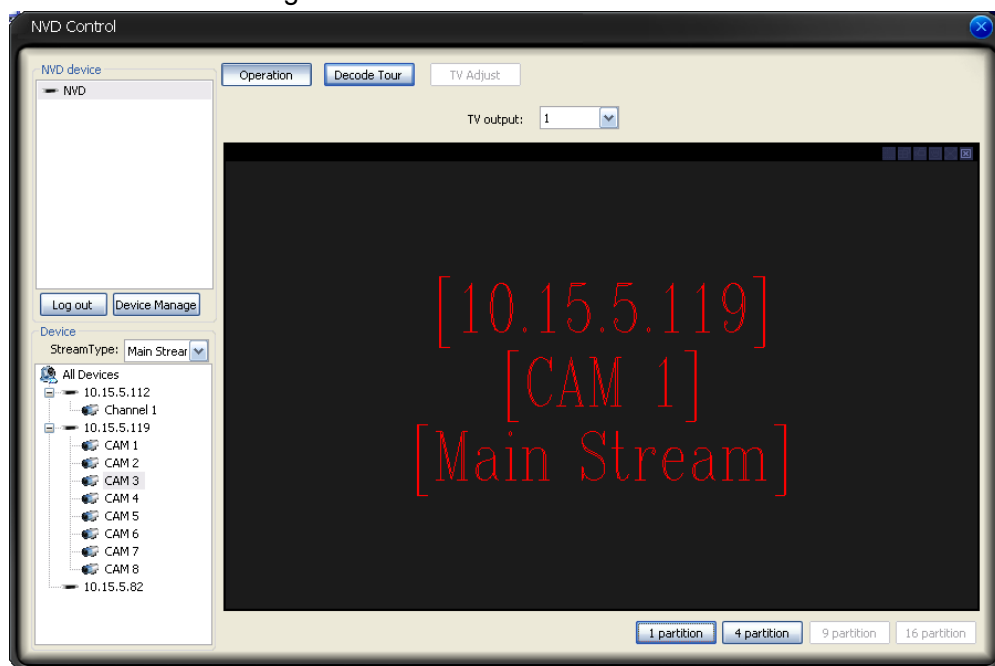 NVD Control
NVD device
NVD
Operation Decode Tour TV Adjust
TV output: 1
[10.15.5.119]
[CAM 1]
[Main Stream]
Log out Device Manage
Device
StreamType: Main Strear
All Devices
10.15.5.112
Channel 1
10.15.5.119
CAM 1
CAM 2
CAM 3
CAM 4
CAM 5
CAM 6
CAM 7
CAM 8
10.15.5.82
1 partition 4 partition 9 partition 16 partition